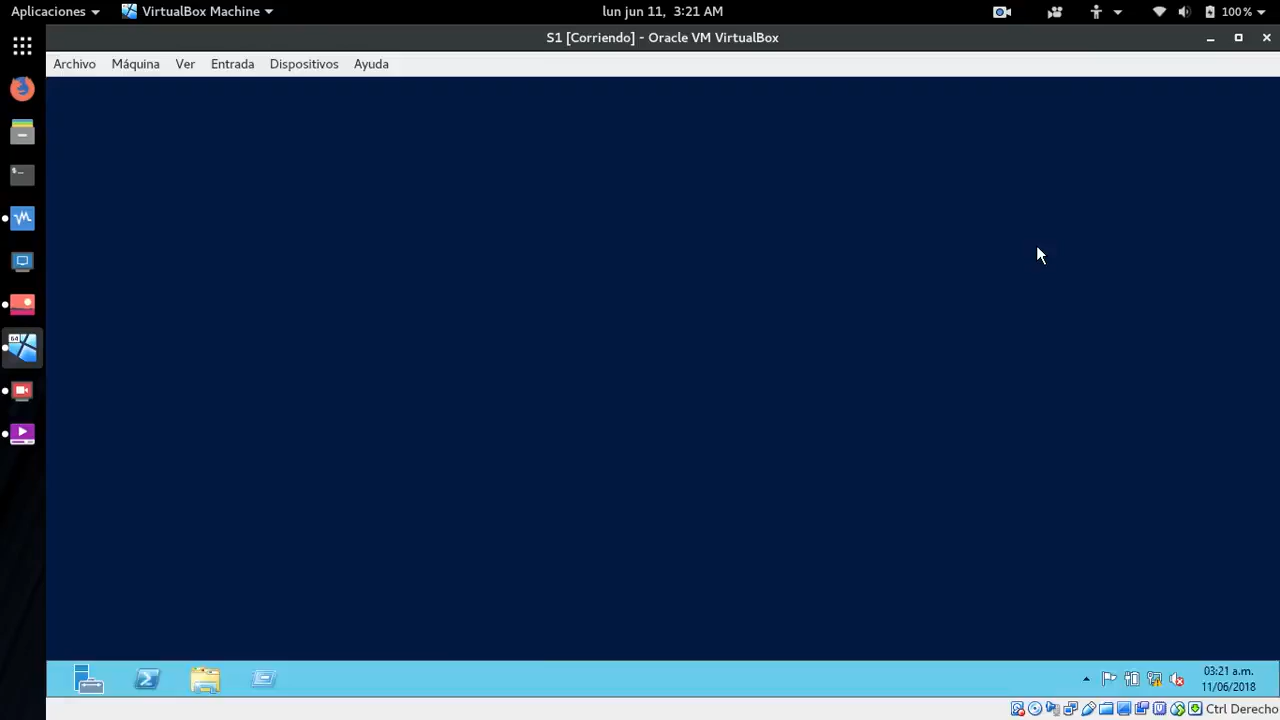 Aplicaciones VirtualBox Machine lun jun 11, 3:21 AM 100%
S1 [Corriendo] - Oracle VM VirtualBox
Archivo Máquina Ver Entrada Dispositivos Ayuda
03:21 a.m.
11/06/2018
Ctrl Derecho